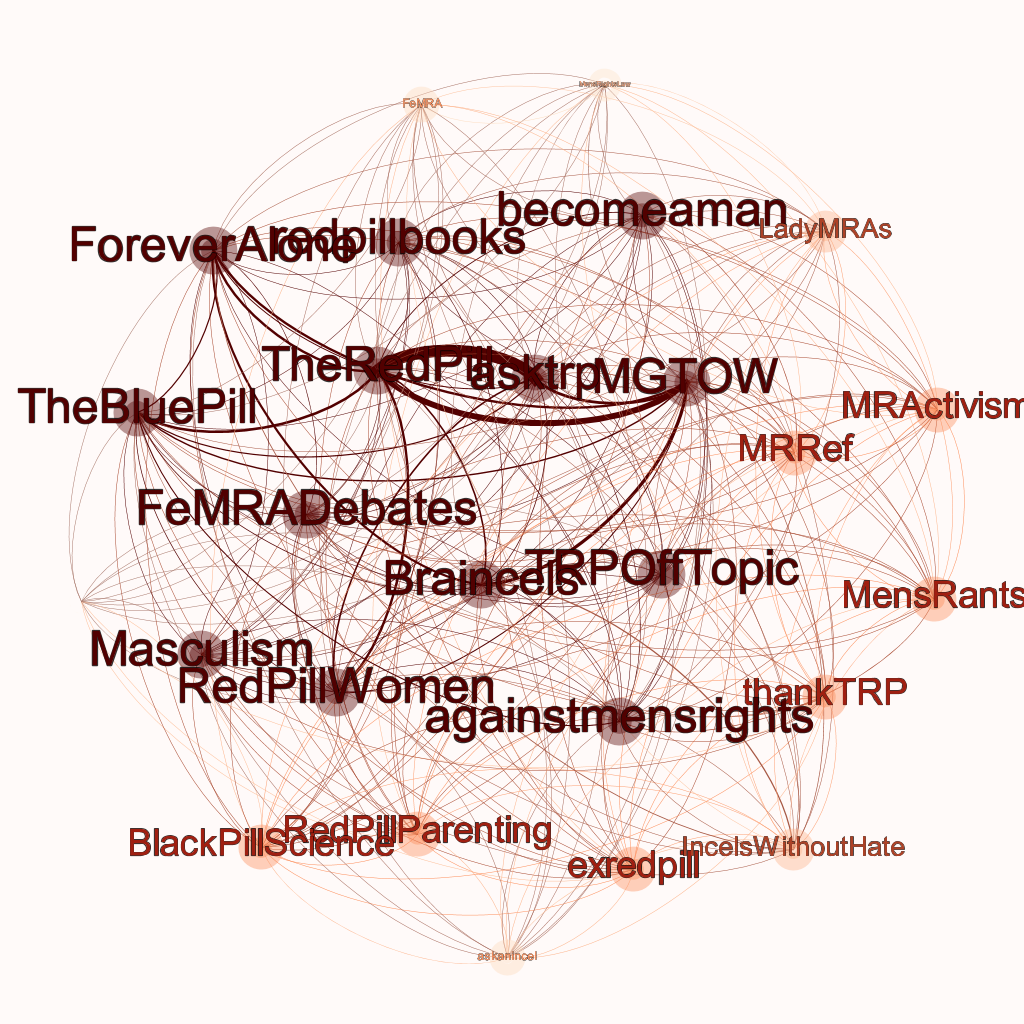 FeMRA
becomeaman
LadyMRAs
ForeverAlone
redpillbooks
TheRedPill
asktrp
MGTOW
TheBluePill
MRActivism
MRRef
FeMRADebates
Braincels
TRPOffTopic
MensRants
Masculism
RedPillWomen
thankTRP
againstmensrights
BlackPillScience
RedPillParenting
IncelsWithoutHate
exredpill
askanincel